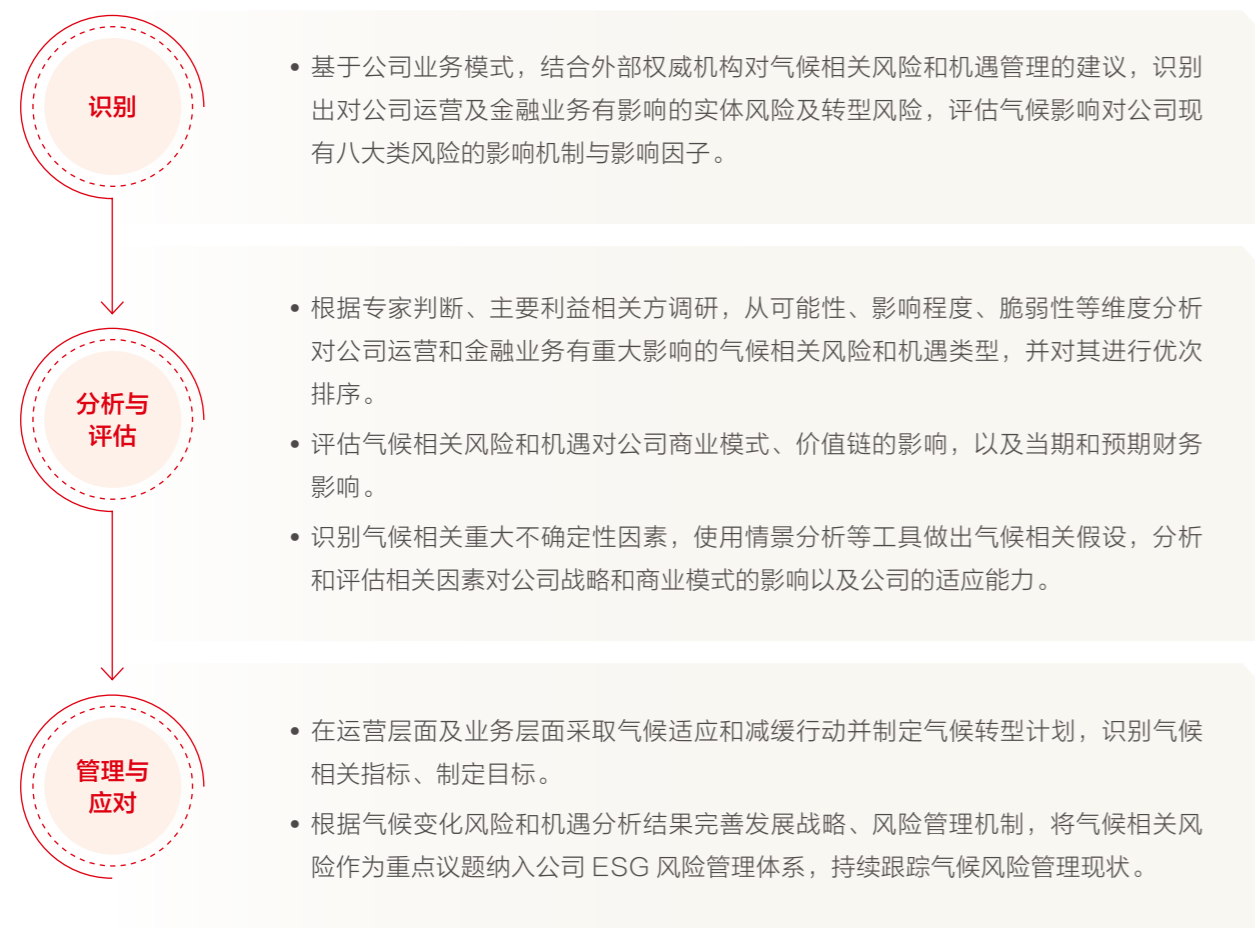 识别
• 基于公司业务模式，结合外部权威机构对气候相关风险和机遇管理的建议，识别
出对公司运营及金融业务有影响的实体风险及转型风险，评估气候影响对公司现
有八大类风险的影响机制与影响因子。
分析与
评估
• 根据专家判断、主要利益相关方调研，从可能性、影响程度、脆弱性等维度分析
对公司运营和金融业务有重大影响的气候相关风险和机遇类型，并对其进行优次
排序。
• 评估气候相关风险和机遇对公司商业模式、价值链的影响，以及当期和预期财务
影响。
• 识别气候相关重大不确定性因素，使用情景分析等工具做出气候相关假设，分析
和评估相关因素对公司战略和商业模式的影响以及公司的适应能力。
管理与
应对
• 在运营层面及业务层面采取气候适应和减缓行动并制定气候转型计划，识别气候
相关指标、制定目标。
• 根据气候变化风险和机遇分析结果完善发展战略、风险管理机制，将气候相关风
险作为重点议题纳入公司 ESG 风险管理体系，持续跟踪气候风险管理现状。